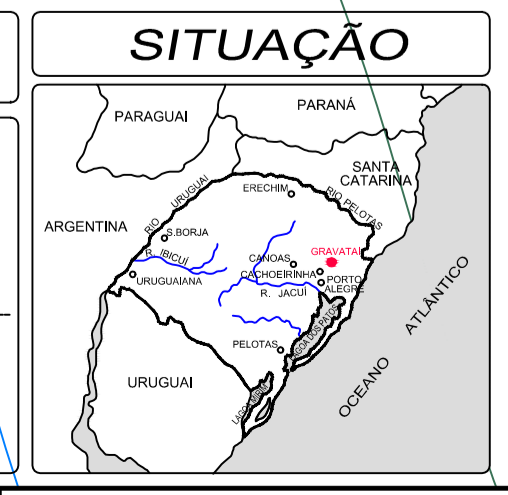 SITUAÇÃO
PARAGUAI
PARANÁ
SANTA
CATARINA
ERECHIM
RIO PELOTAS
RIO URUGUAI
ARGENTINA
S.BORJA
R. IBICUÍ
URUGUAIANA
GRAVATAÍ
CANOAS
CACHOEIRINHA
PORTO
ALEGRE
R. JACUÍ
LAGOA DOS PATOS
PELOTAS
URUGUAI
LAGOA MIRIM
OCEANO ATLÂNTICO